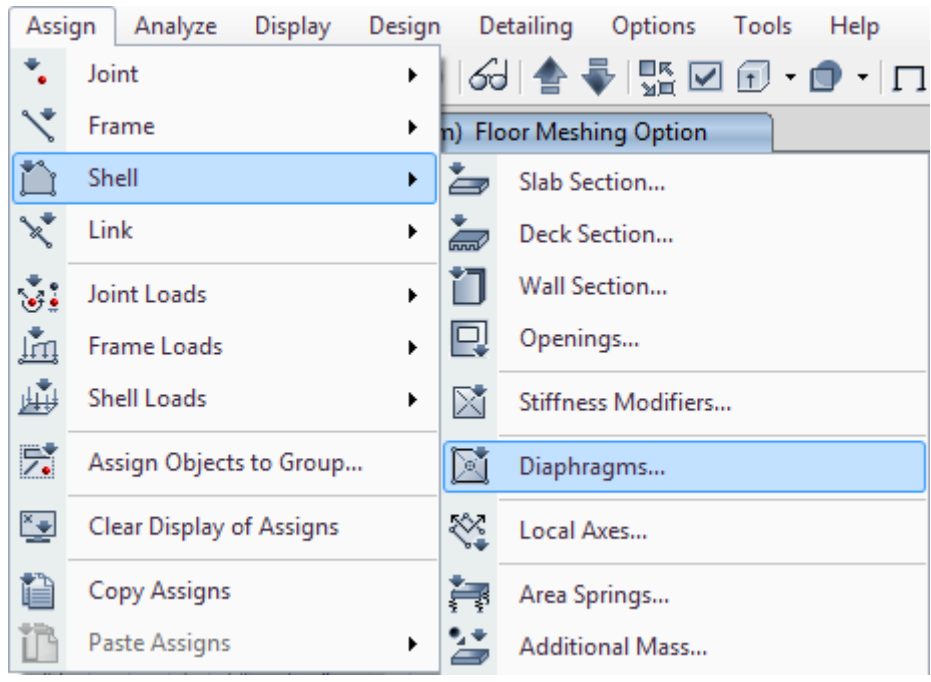 Assign Analyze Display Design Detailing Options Tools Help
Joint
Frame
Shell
Link
Joint Loads
Frame Loads
Shell Loads
Assign Objects to Group...
Clear Display of Assigns
Copy Assigns
Paste Assigns
m) Floor Meshing Option
Slab Section...
Deck Section...
Wall Section...
Openings...
Stiffness Modifiers...
Diaphragms...
Local Axes...
Area Springs...
Additional Mass...